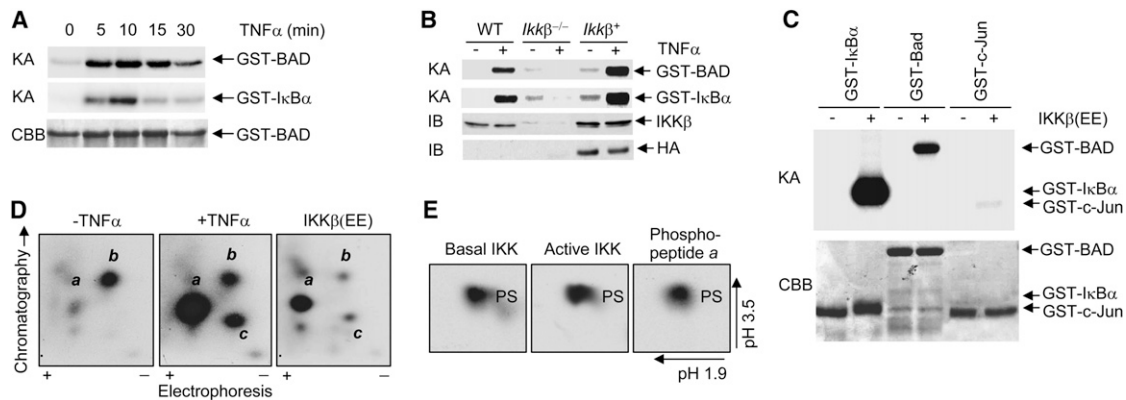 A
0 5 10 15 30 TNFα (min)
KA GST-BAD
KA GST-IκBα
CBB GST-BAD
B
WT Ikkβ−/− Ikkβ+
- + - + - + TNFα
KA GST-BAD
KA GST-IκBα
IB IKKβ
IB HA
C
GST-IκBα GST-Bad GST-c-Jun
- + - + - + IKKβ(EE)
KA
GST-BAD
GST-IκBα
GST-c-Jun
CBB
GST-BAD
GST-IκBα
GST-c-Jun
D
-TNFα +TNFα IKKβ(EE)
Chromatography
a b
a b c
a b c
+ − + − + −
Electrophoresis
E
Basal IKK Active IKK Phospho-
peptide a
PS PS PS
pH 3.5
pH 1.9